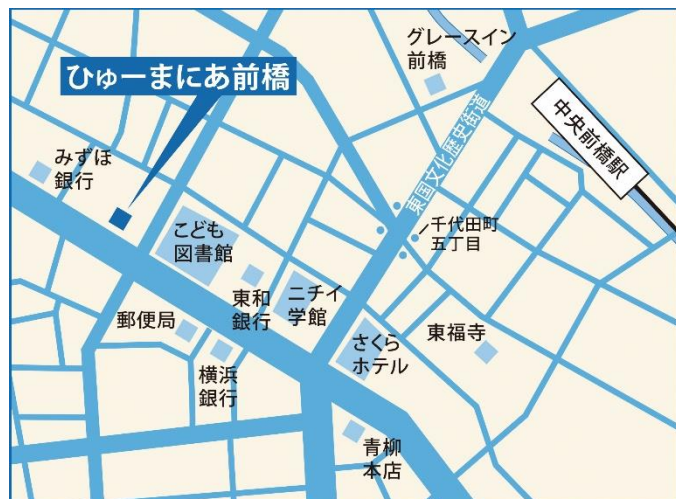 グレースイン
前橋
ひゅーまにあ前橋
中央前橋駅
みずほ
銀行
東国文化歴史街道
千代田町
五丁目
こども
図書館
東和
銀行
ニチイ
学館
郵便局
さくら
ホテル
東福寺
横浜
銀行
青柳
本店